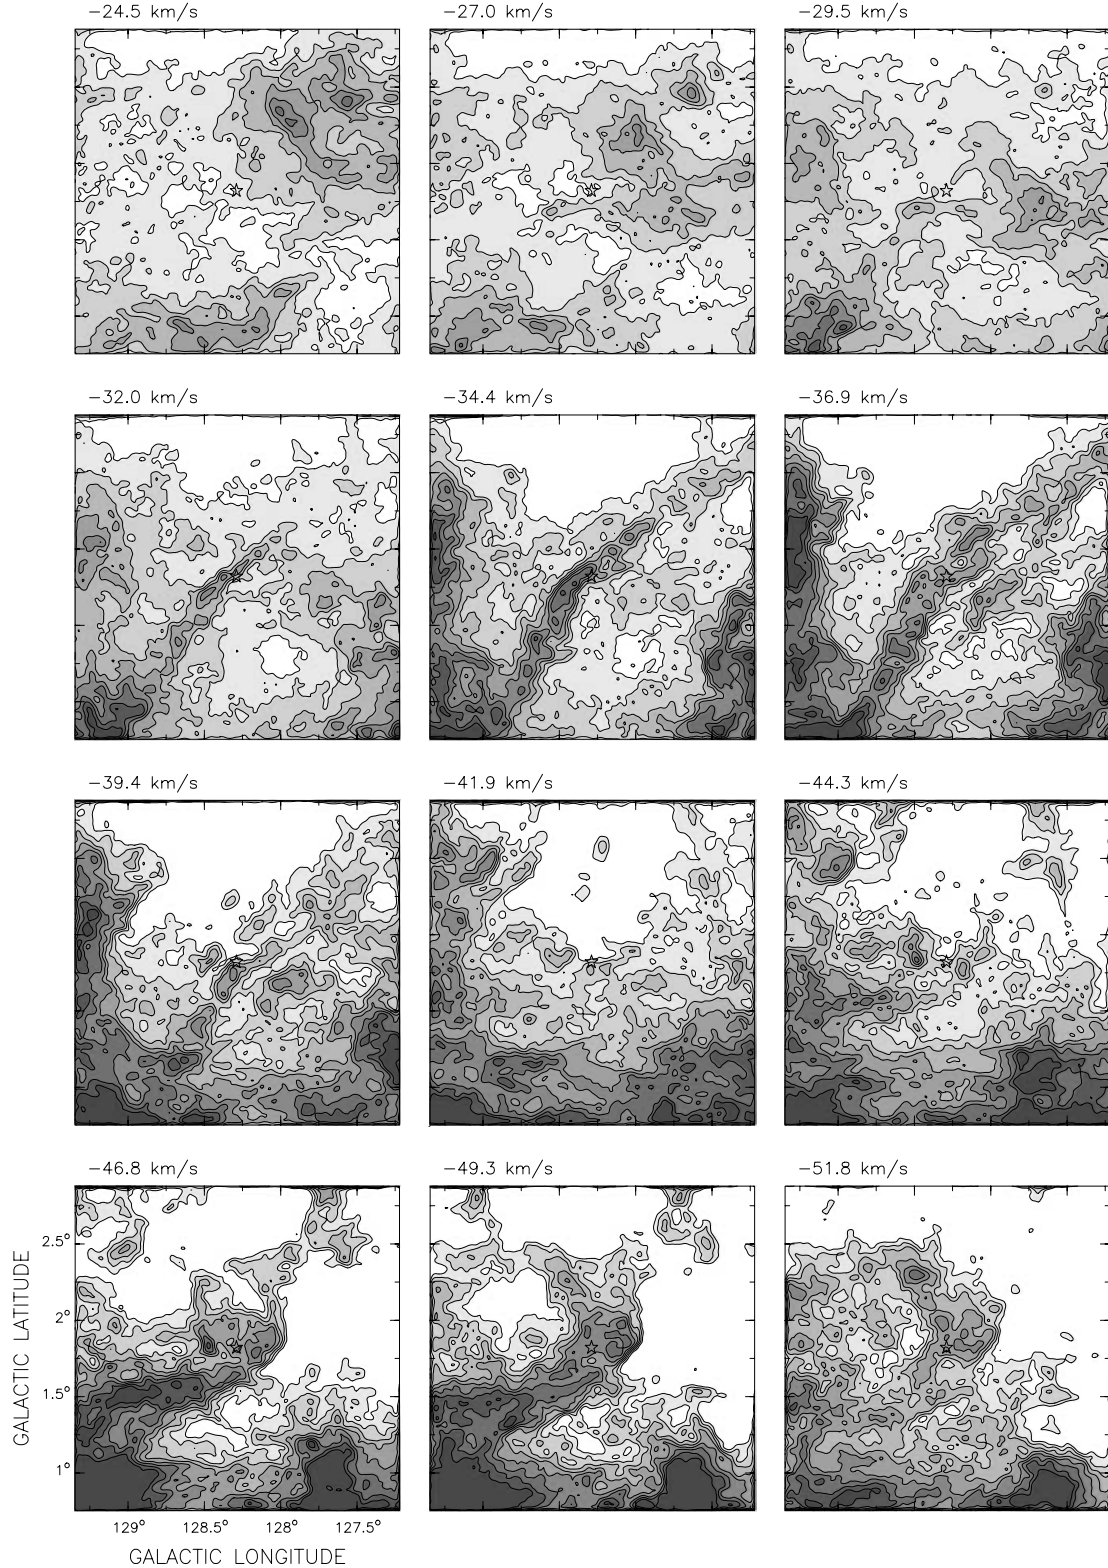 −24.5 km/s
−27.0 km/s
−29.5 km/s
−32.0 km/s
−34.4 km/s
−36.9 km/s
−39.4 km/s
−41.9 km/s
−44.3 km/s
−46.8 km/s
−49.3 km/s
−51.8 km/s
2.5°
2°
1.5°
1°
GALACTIC LATITUDE
129° 128.5° 128° 127.5°
GALACTIC LONGITUDE